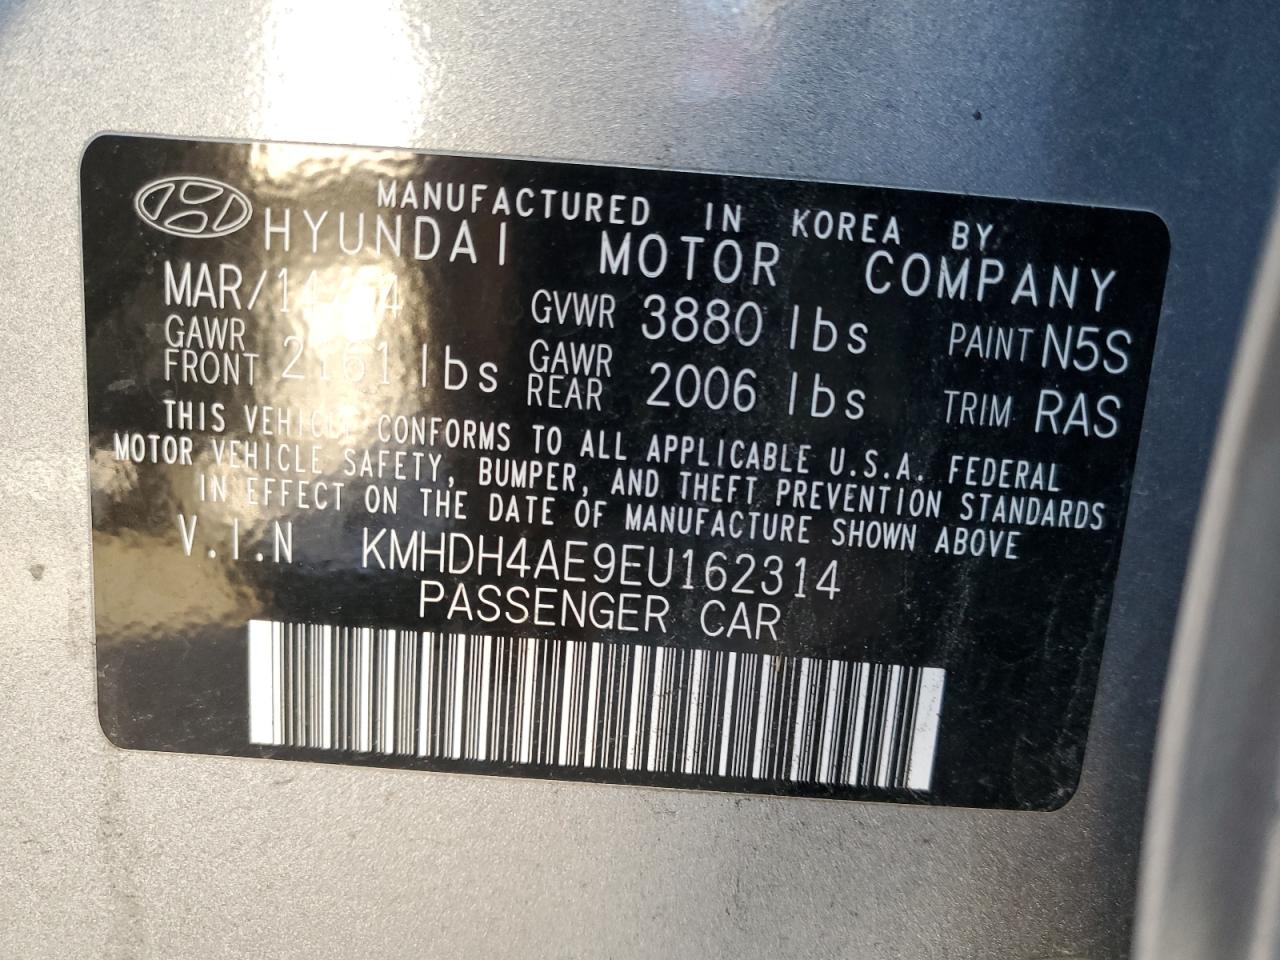 MANUFACTURED IN KOREA BY
HYUNDAI MOTOR COMPANY
MAR/14/14 GVWR 3880 lbs PAINT N5S
GAWR FRONT 2161 lbs GAWR REAR 2006 lbs TRIM RAS
THIS VEHICLE CONFORMS TO ALL APPLICABLE U.S.A. FEDERAL
MOTOR VEHICLE SAFETY, BUMPER, AND THEFT PREVENTION STANDARDS
IN EFFECT ON THE DATE OF MANUFACTURE SHOWN ABOVE
V.I.N KMHDH4AE9EU162314
PASSENGER CAR